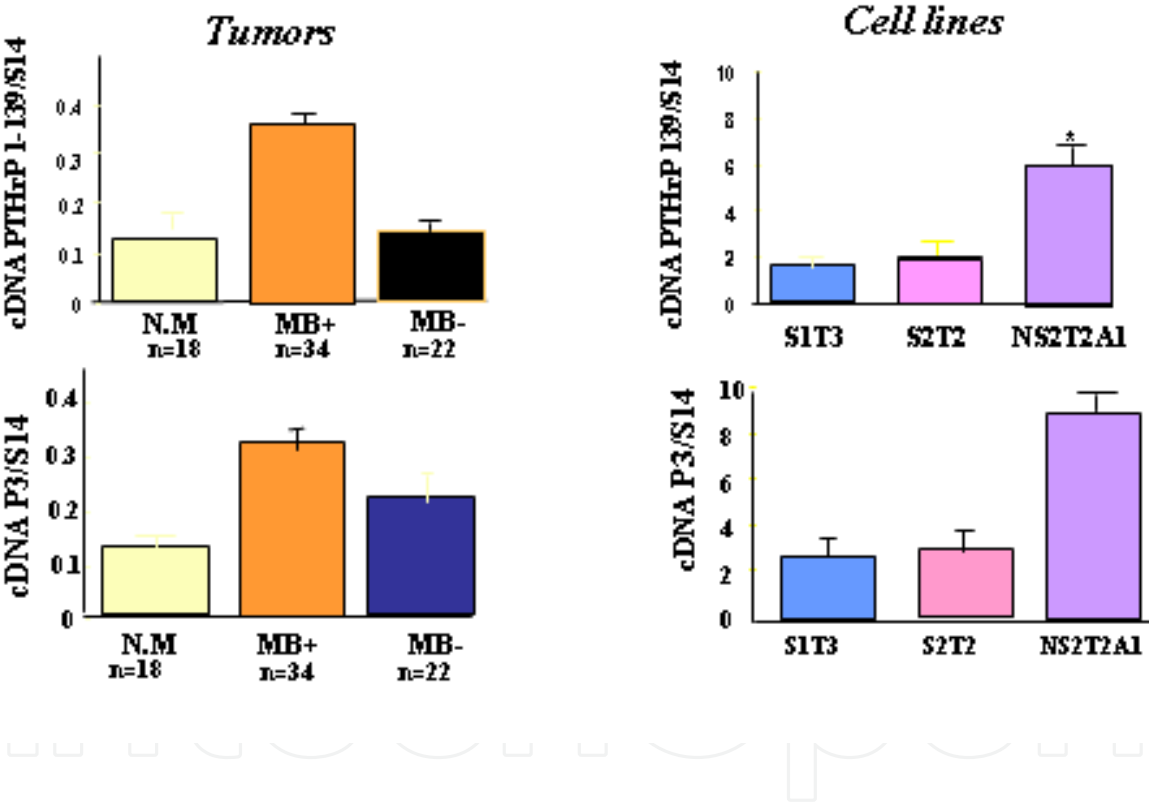 Tumors
cDNA PTHrP 1-139/S14
0.4
0.3
0.2
0.1
0
N.M MB+ MB-
n=18 n=34 n=22
cDNA P3/S14
0.4
0.3
0.2
0.1
0
N.M MB+ MB-
n=18 n=34 n=22
Cell lines
cDNA PTHrP 139/S14
10
8
6
4
2
0
*
S1T3 S2T2 NS2T2A1
cDNA P3/S14
10
8
6
4
2
0
S1T3 S2T2 NS2T2A1